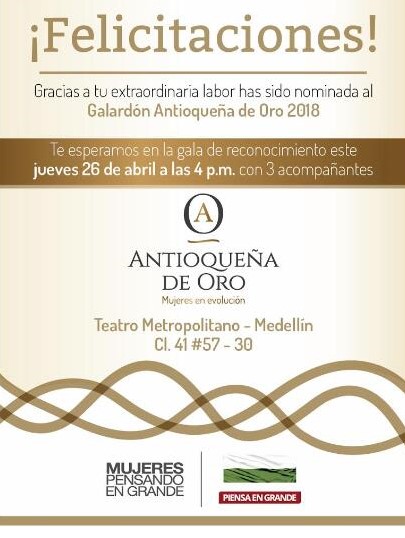 ¡Felicitaciones!
Gracias a tu extraordinaria labor has sido nominada al
Galardón Antioqueña de Oro 2018
Te esperamos en la gala de reconocimiento este
jueves 26 de abril a las 4 p.m. con 3 acompañantes
OA
ANTIOQUEÑA
DE ORO
Mujeres en evolución
Teatro Metropolitano - Medellín
Cl. 41 #57 - 30
MUJERES
PENSANDO
EN GRANDE
PIENSA EN GRANDE